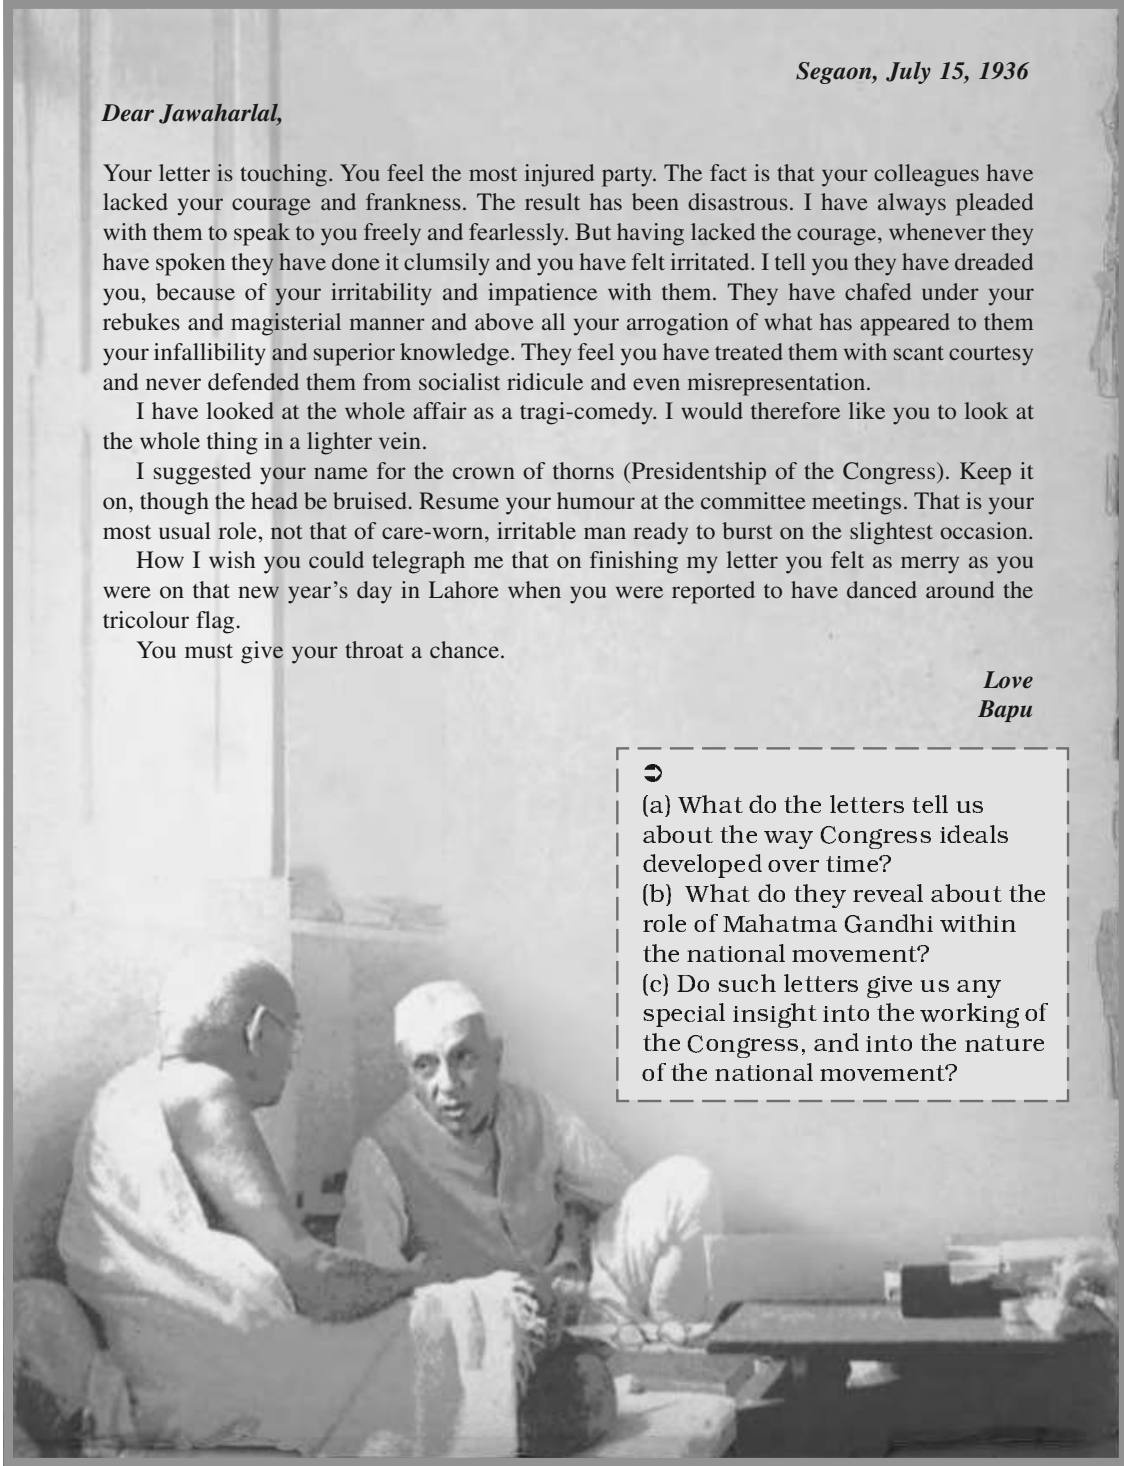 Segaon, July 15, 1936
Dear Jawaharlal,
Your letter is touching. You feel the most injured party. The fact is that your colleagues have
lacked your courage and frankness. The result has been disastrous. I have always pleaded
with them to speak to you freely and fearlessly. But having lacked the courage, whenever they
have spoken they have done it clumsily and you have felt irritated. I tell you they have dreaded
you, because of your irritability and impatience with them. They have chafed under your
rebukes and magisterial manner and above all your arrogation of what has appeared to them
your infallibility and superior knowledge. They feel you have treated them with scant courtesy
and never defended them from socialist ridicule and even misrepresentation.
I have looked at the whole affair as a tragi-comedy. I would therefore like you to look at
the whole thing in a lighter vein.
I suggested your name for the crown of thorns (Presidentship of the Congress). Keep it
on, though the head be bruised. Resume your humour at the committee meetings. That is your
most usual role, not that of care-worn, irritable man ready to burst on the slightest occasion.
How I wish you could telegraph me that on finishing my letter you felt as merry as you
were on that new year’s day in Lahore when you were reported to have danced around the
tricolour flag.
You must give your throat a chance.
Love
Bapu
➲
(a) What do the letters tell us
about the way Congress ideals
developed over time?
(b) What do they reveal about the
role of Mahatma Gandhi within
the national movement?
(c) Do such letters give us any
special insight into the working of
the Congress, and into the nature
of the national movement?